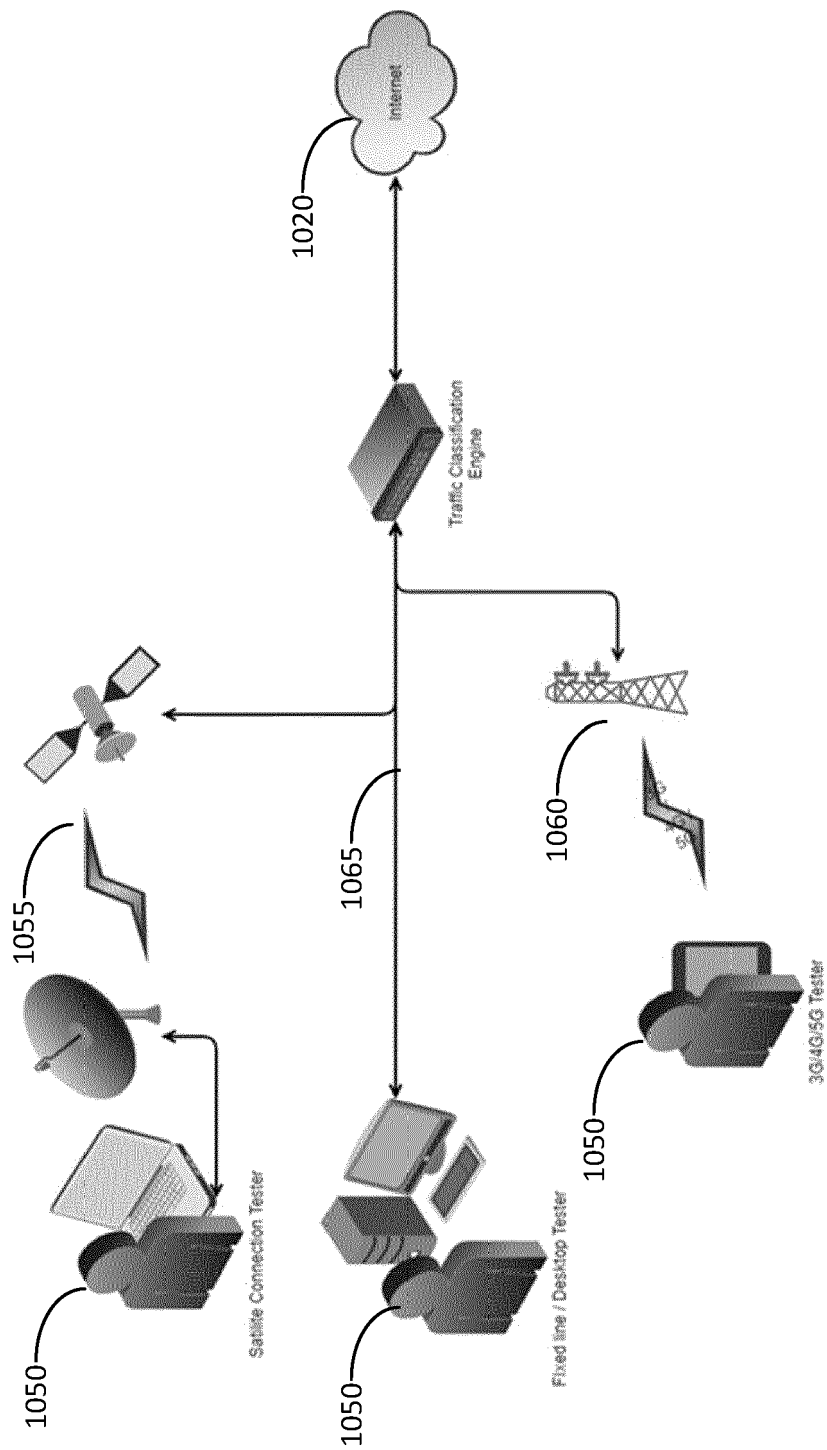 1050
1055
Satilite Connection Tester
1020
Internet
1050
1065
Traffic Classification
Engine
Fixed line / Desktop Tester
1060
1050
3G/4G/5G Tester